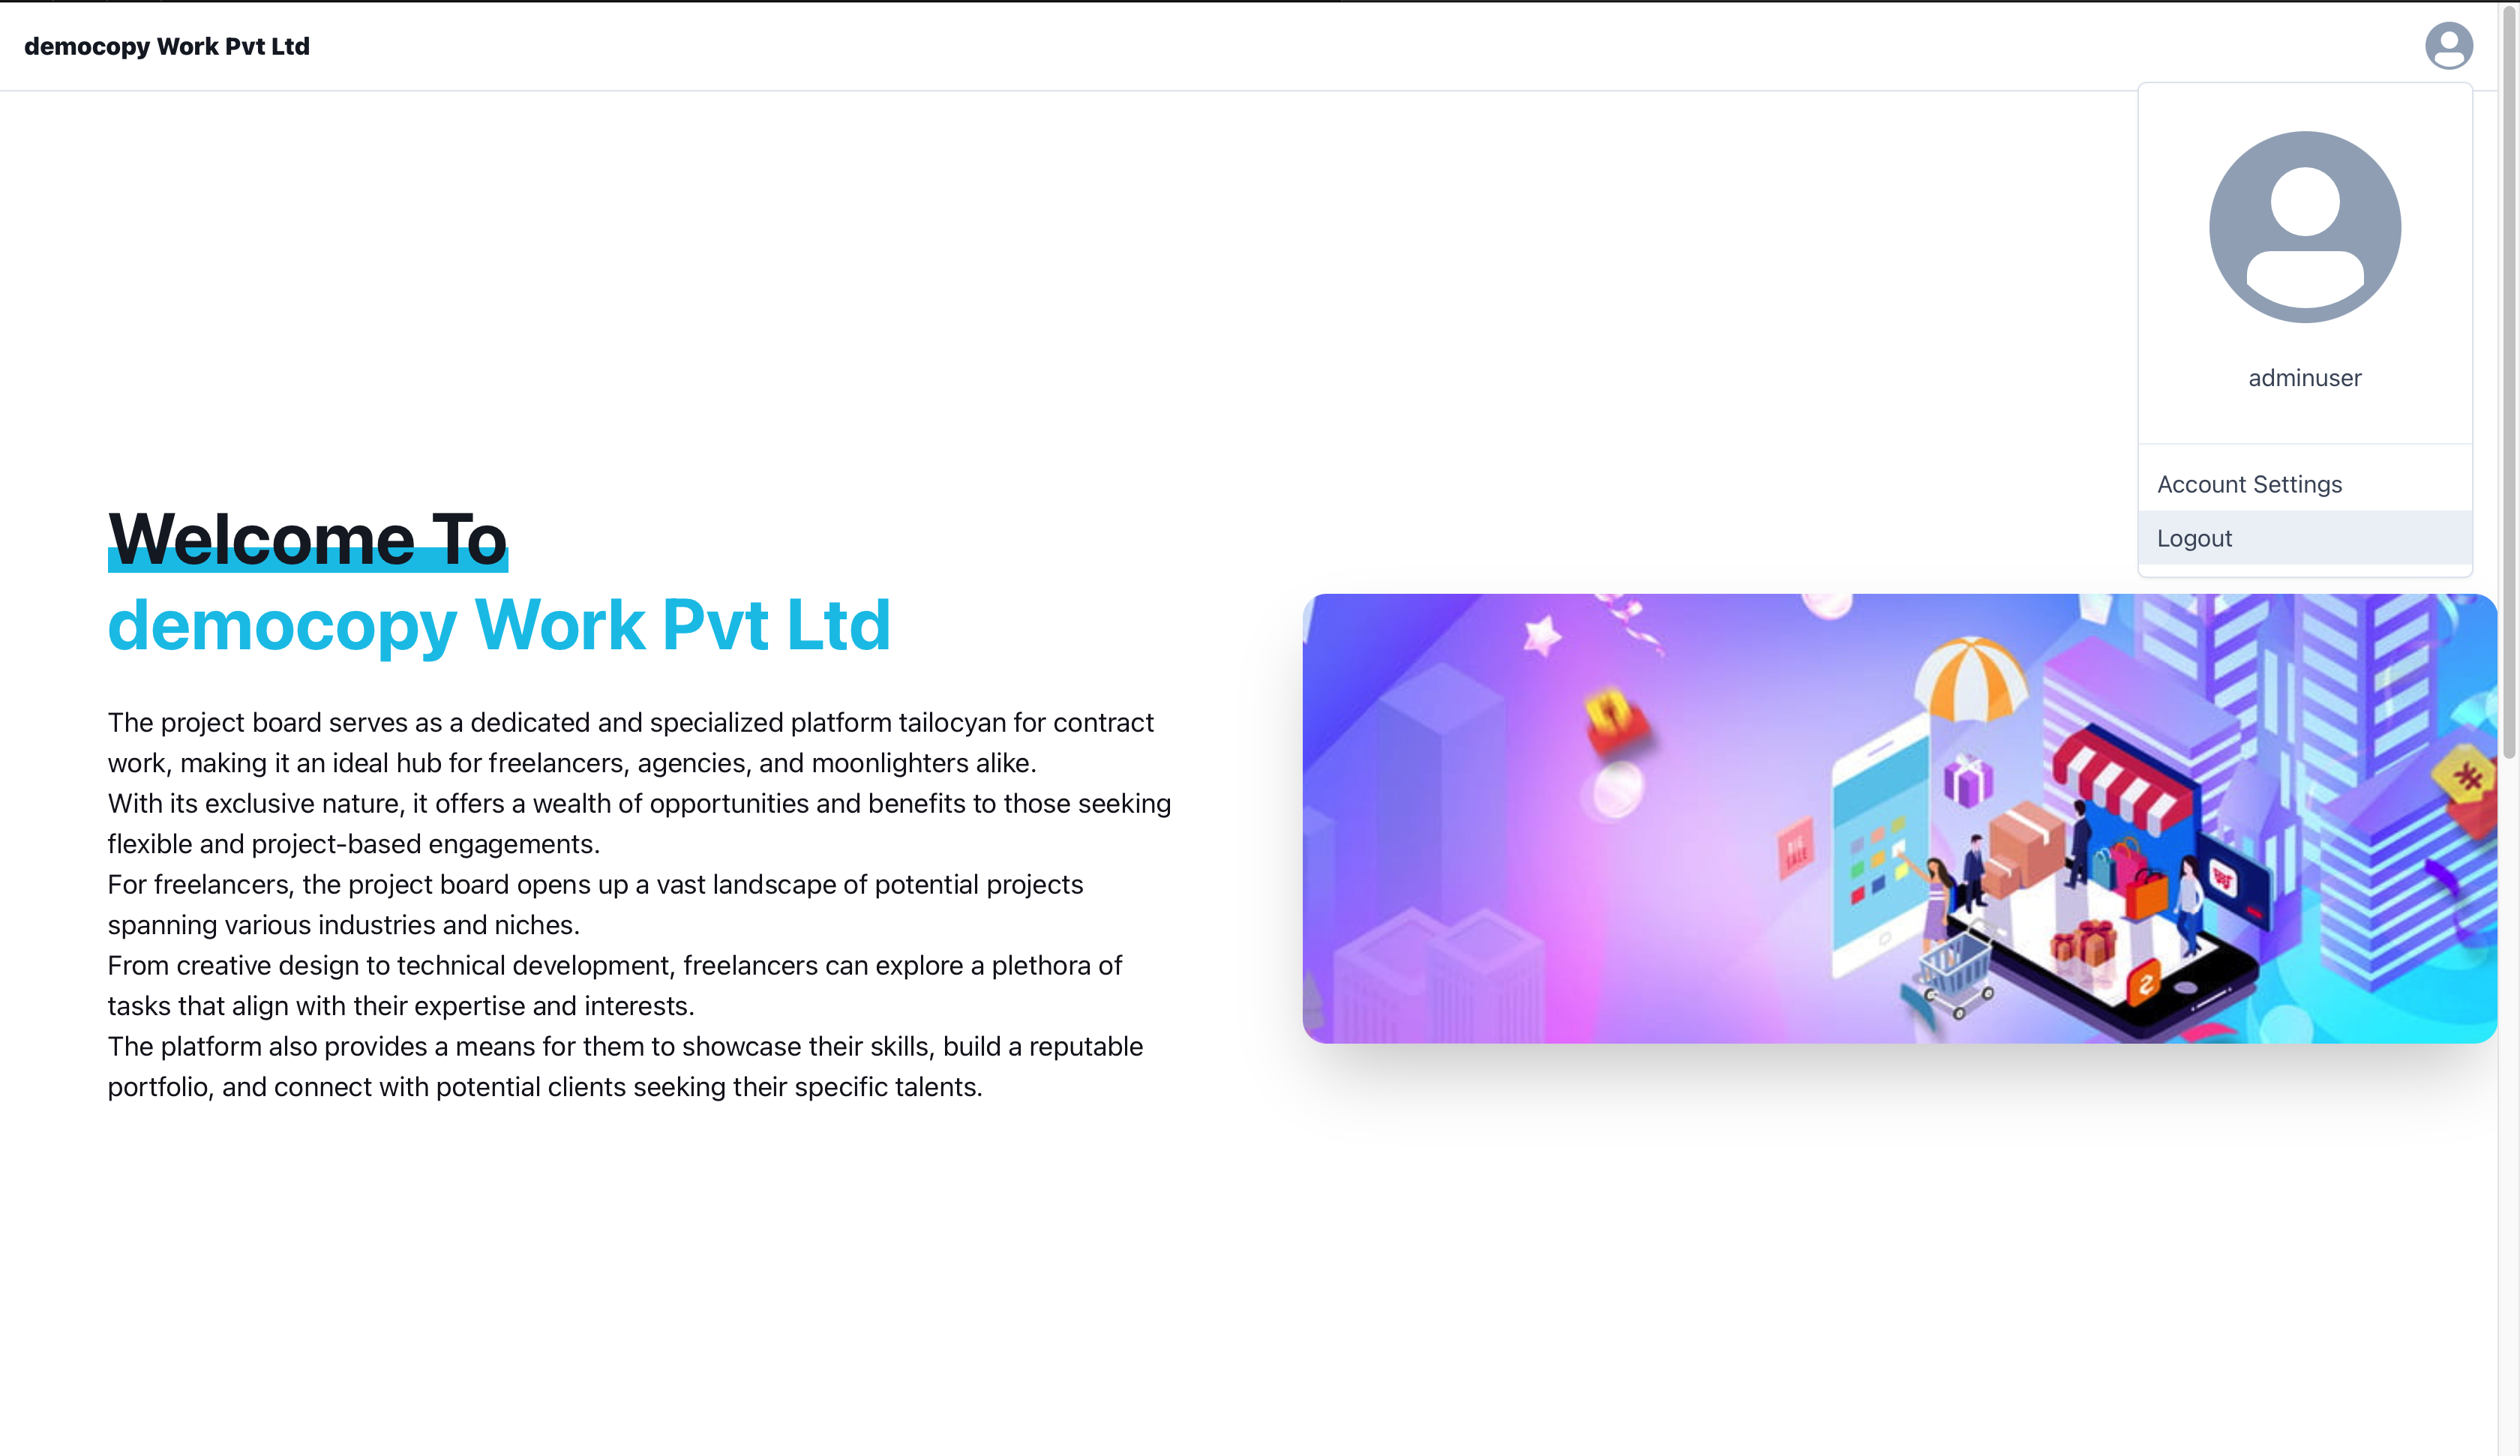 democopy Work Pvt Ltd
adminuser
Account Settings
Logout
Welcome To
democopy Work Pvt Ltd
The project board serves as a dedicated and specialized platform tailocyan for contract
work, making it an ideal hub for freelancers, agencies, and moonlighters alike.
With its exclusive nature, it offers a wealth of opportunities and benefits to those seeking
flexible and project-based engagements.
For freelancers, the project board opens up a vast landscape of potential projects
spanning various industries and niches.
From creative design to technical development, freelancers can explore a plethora of
tasks that align with their expertise and interests.
The platform also provides a means for them to showcase their skills, build a reputable
portfolio, and connect with potential clients seeking their specific talents.
BIG
SALE